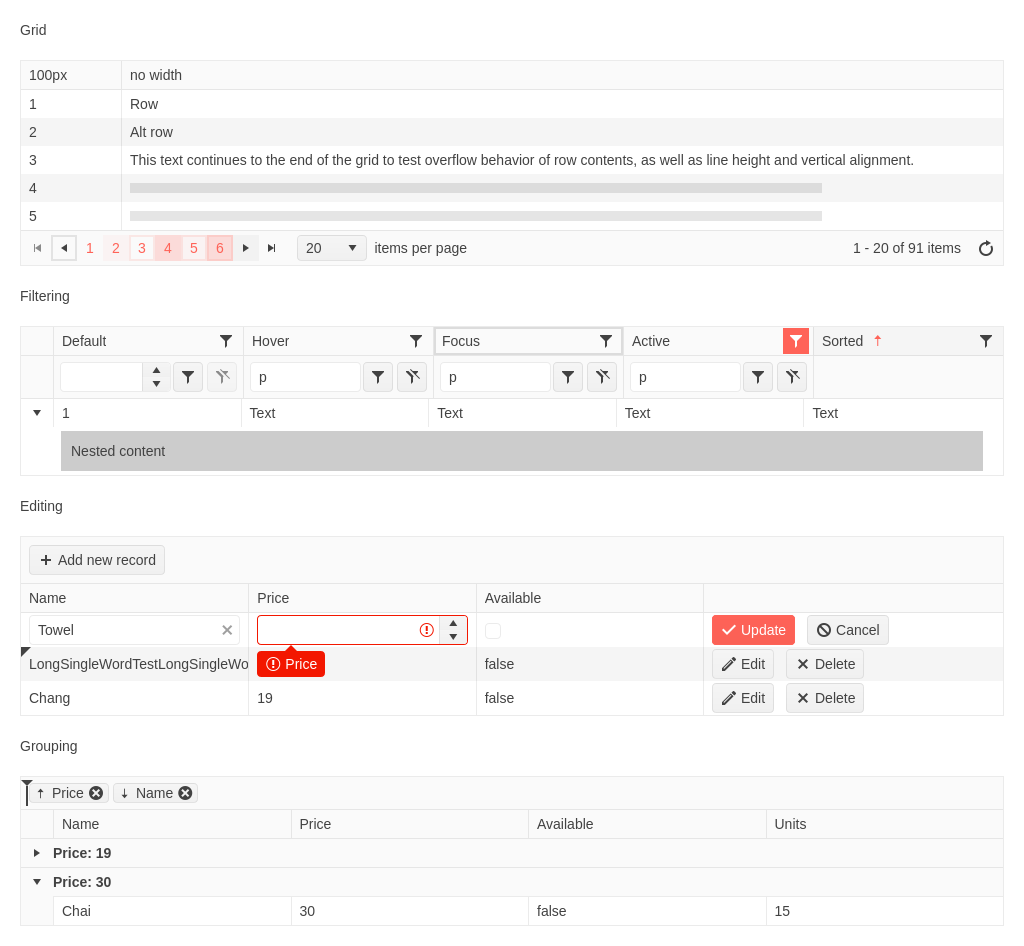 Grid
100px no width
1 Row
2 Alt row
3 This text continues to the end of the grid to test overflow behavior of row contents, as well as line height and vertical alignment.
4
5
1 2 3 4 5 6 20 items per page 1 - 20 of 91 items
Filtering
Default Hover Focus Active Sorted
p p p
1 Text Text Text Text
Nested content
Editing
Add new record
Name Price Available
Towel Update Cancel
LongSingleWordTestLongSingleWo Price false Edit Delete
Chang 19 false Edit Delete
Grouping
Price Name
Name Price Available Units
Price: 19
Price: 30
Chai 30 false 15